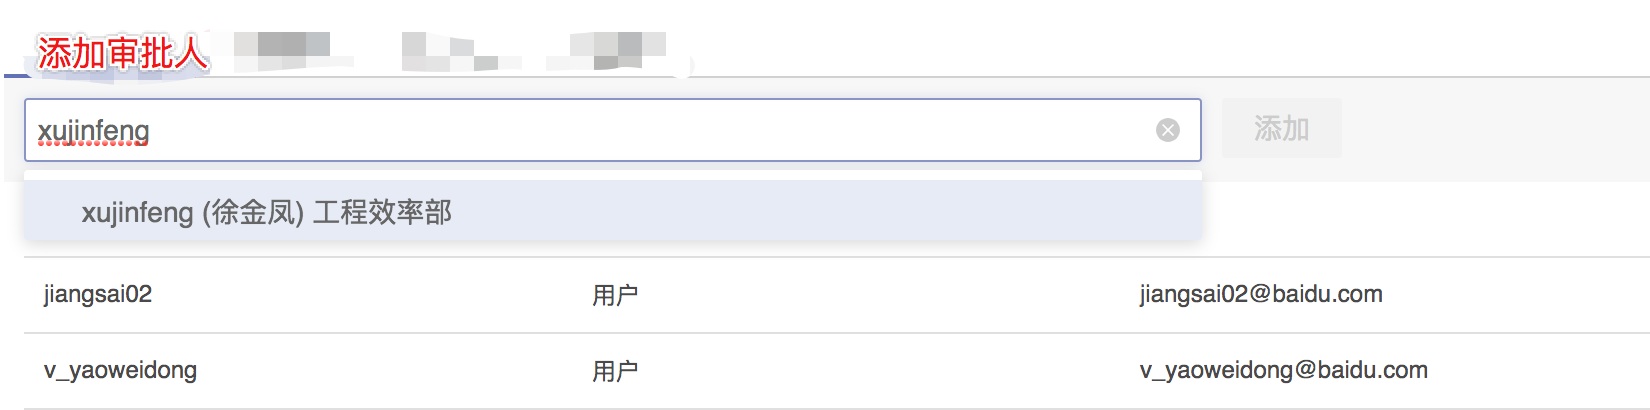 添加审批人
xujinfeng
添加
xujinfeng (徐金凤) 工程效率部
jiangsai02 用户 jiangsai02@baidu.com
v_yaoweidong 用户 v_yaoweidong@baidu.com